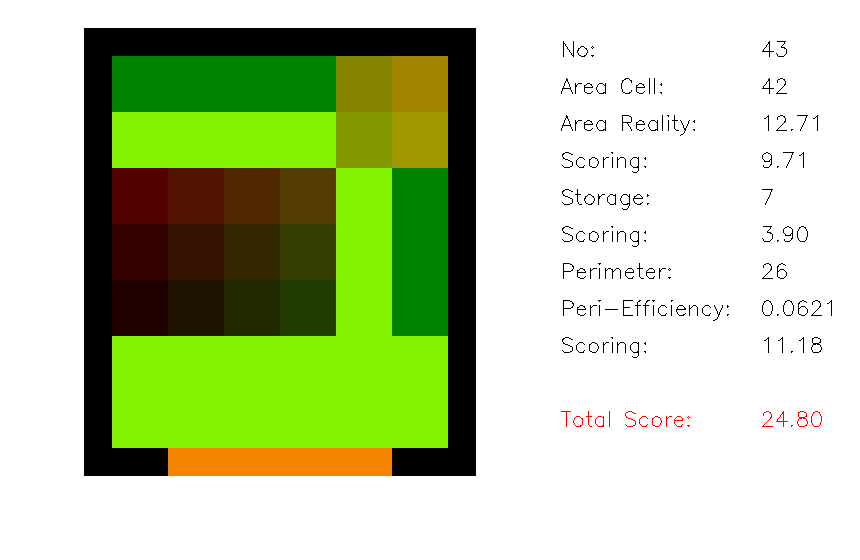 No: 43
Area Cell: 42
Area Reality: 12.71
Scoring: 9.71
Storage: 7
Scoring: 3.90
Perimeter: 26
Peri-Efficiency: 0.0621
Scoring: 11.18
Total Score: 24.80